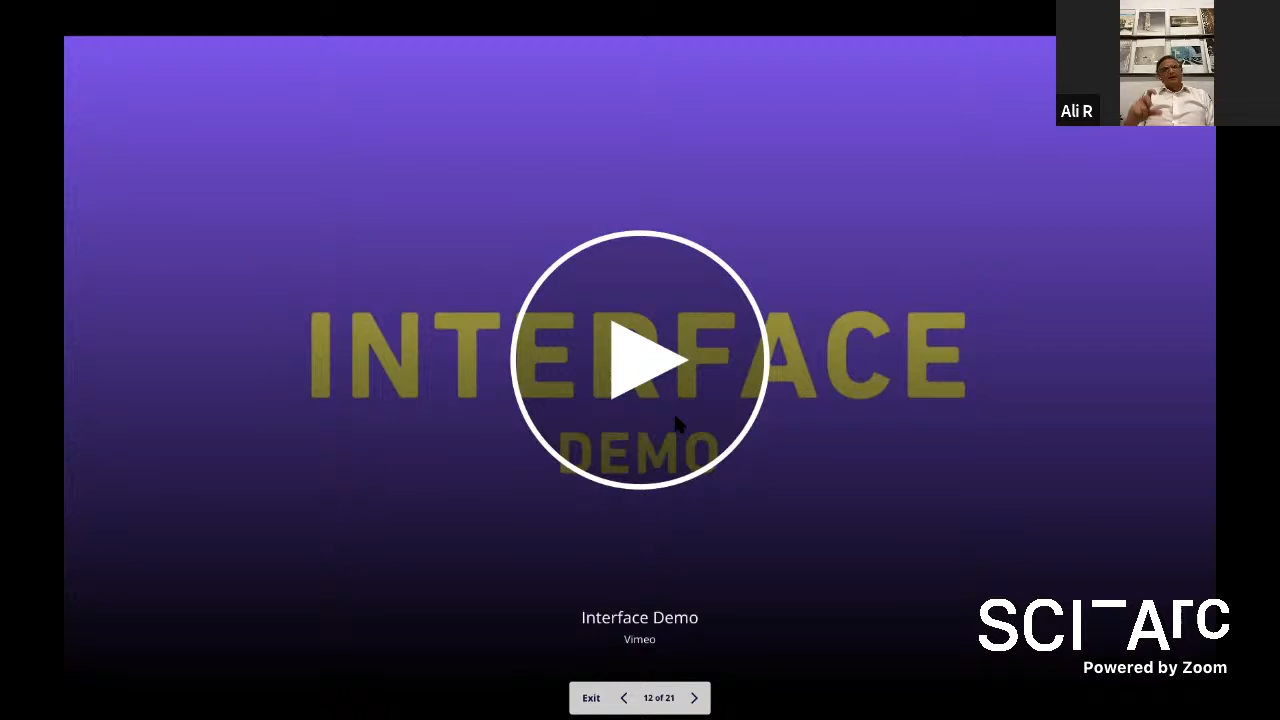 Ali R
INTERFACE
DEMO
Interface Demo
Vimeo
SCI-Arc
Powered by Zoom
Exit
12 of 21